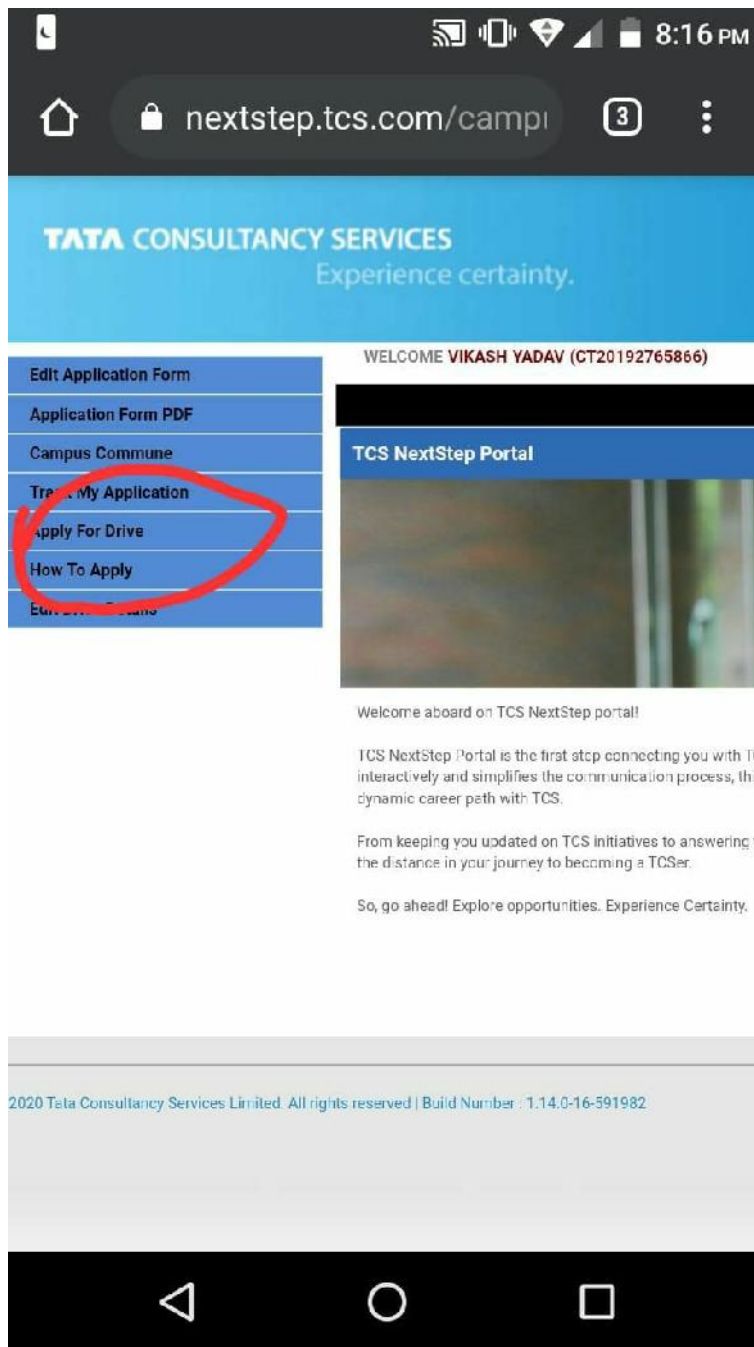 8:16 PM
nextstep.tcs.com/camp
3
TATA CONSULTANCY SERVICES
Experience certainty.
WELCOME VIKASH YADAV (CT20192765866)
Edit Application Form
Application Form PDF
Campus Commune
Track My Application
Apply For Drive
How To Apply
Edit
TCS NextStep Portal
Welcome aboard on TCS NextStep portal!
TCS NextStep Portal is the first step connecting you with
interactively and simplifies the communication process,
dynamic career path with TCS.
From keeping you updated on TCS initiatives to answering
the distance in your journey to becoming a TCSer.
So, go ahead! Explore opportunities. Experience Certainty.
2020 Tata Consultancy Services Limited. All rights reserved | Build Number : 1.14.0-16-591982